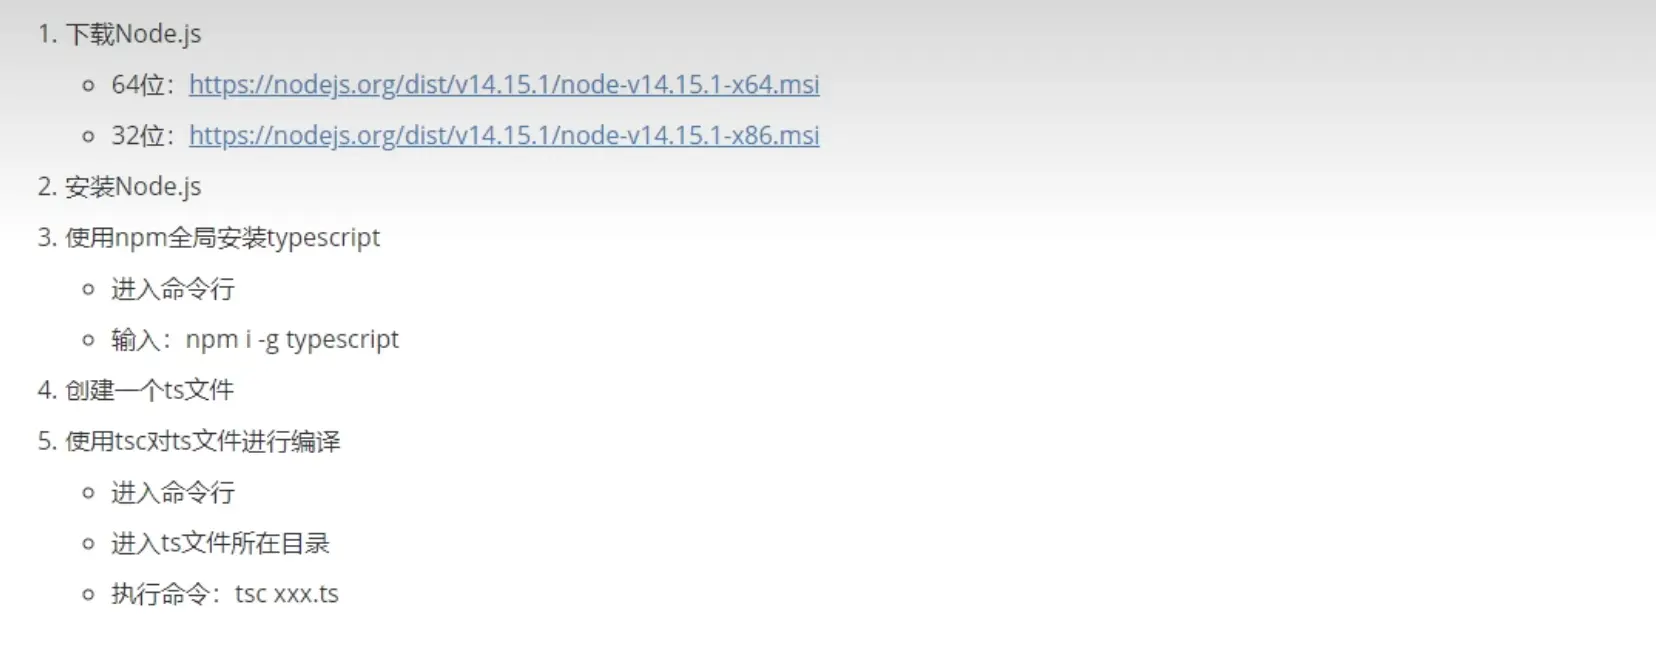 1. 下载Node.js
64位：https://nodejs.org/dist/v14.15.1/node-v14.15.1-x64.msi
32位：https://nodejs.org/dist/v14.15.1/node-v14.15.1-x86.msi
2. 安装Node.js
3. 使用npm全局安装typescript
进入命令行
输入：npm i -g typescript
4. 创建一个ts文件
5. 使用tsc对ts文件进行编译
进入命令行
进入ts文件所在目录
执行命令：tsc xxx.ts